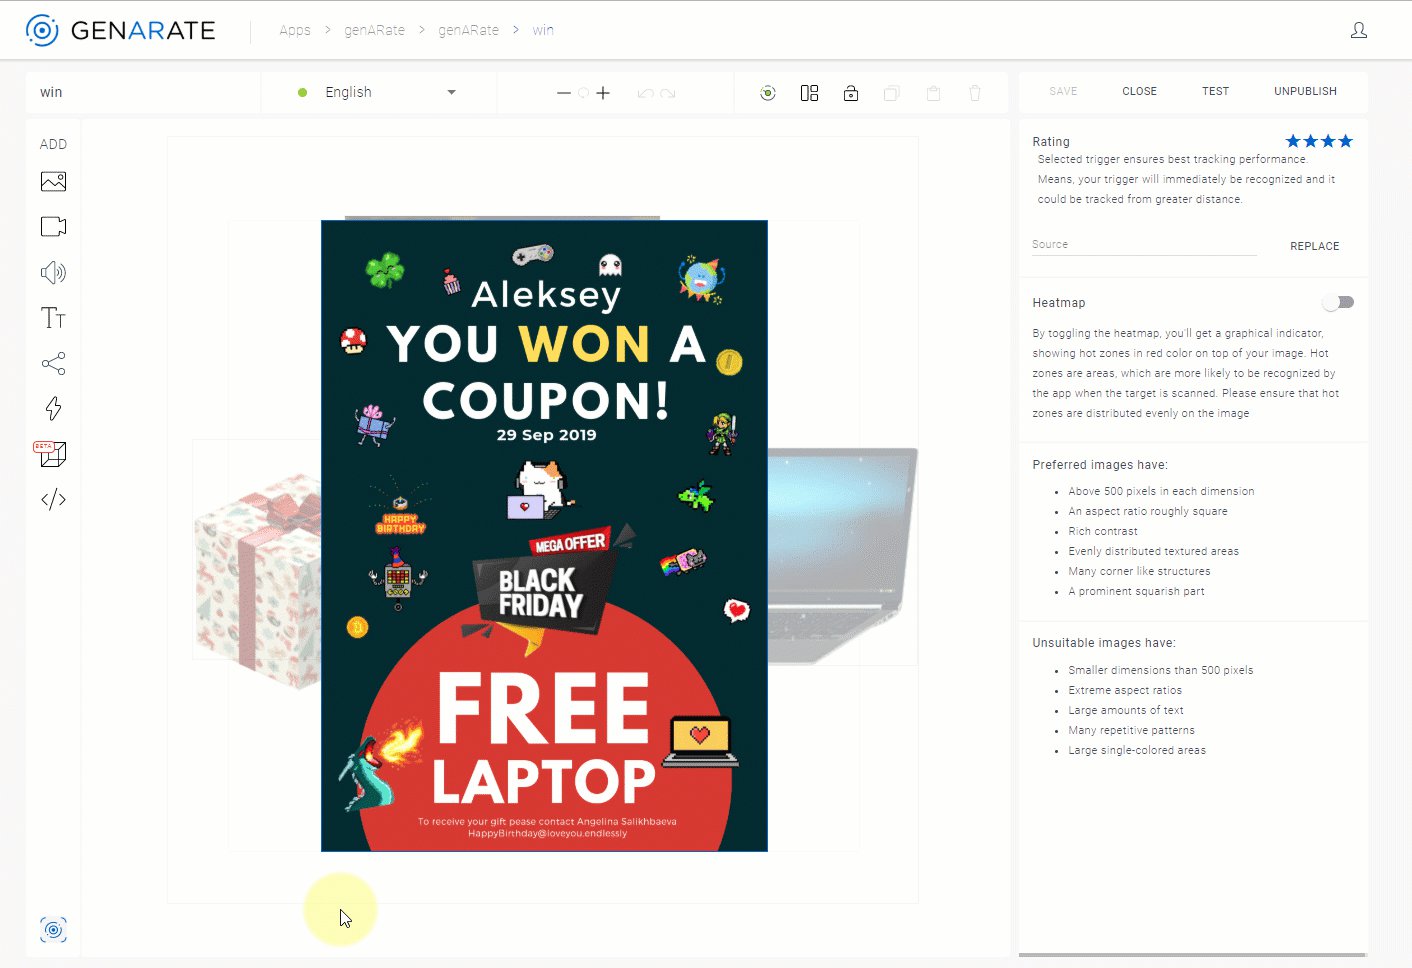 GENARATE
Apps > genARate > genARate > win
win
English
SAVE CLOSE TEST UNPUBLISH
ADD
BETA
Aleksey
YOU WON A
COUPON!
29 Sep 2019
HAPPY
BIRTHDAY
MEGA OFFER
BLACK
FRIDAY
FREE
LAPTOP
To receive your gift pease contact Angelina Salikhbaeva
HappyBirthday@loveyou.endlessly
Rating
Selected trigger ensures best tracking performance.
Means, your trigger will immediately be recognized and it
could be tracked from greater distance.
Source
REPLACE
Heatmap
By toggling the heatmap, you'll get a graphical indicator,
showing hot zones in red color on top of your image. Hot
zones are areas, which are more likely to be recognized by
the app when the target is scanned. Please ensure that hot
zones are distributed evenly on the image
Preferred images have:
• Above 500 pixels in each dimension
• An aspect ratio roughly square
• Rich contrast
• Evenly distributed textured areas
• Many corner like structures
• A prominent squarish part
Unsuitable images have:
• Smaller dimensions than 500 pixels
• Extreme aspect ratios
• Large amounts of text
• Many repetitive patterns
• Large single-colored areas